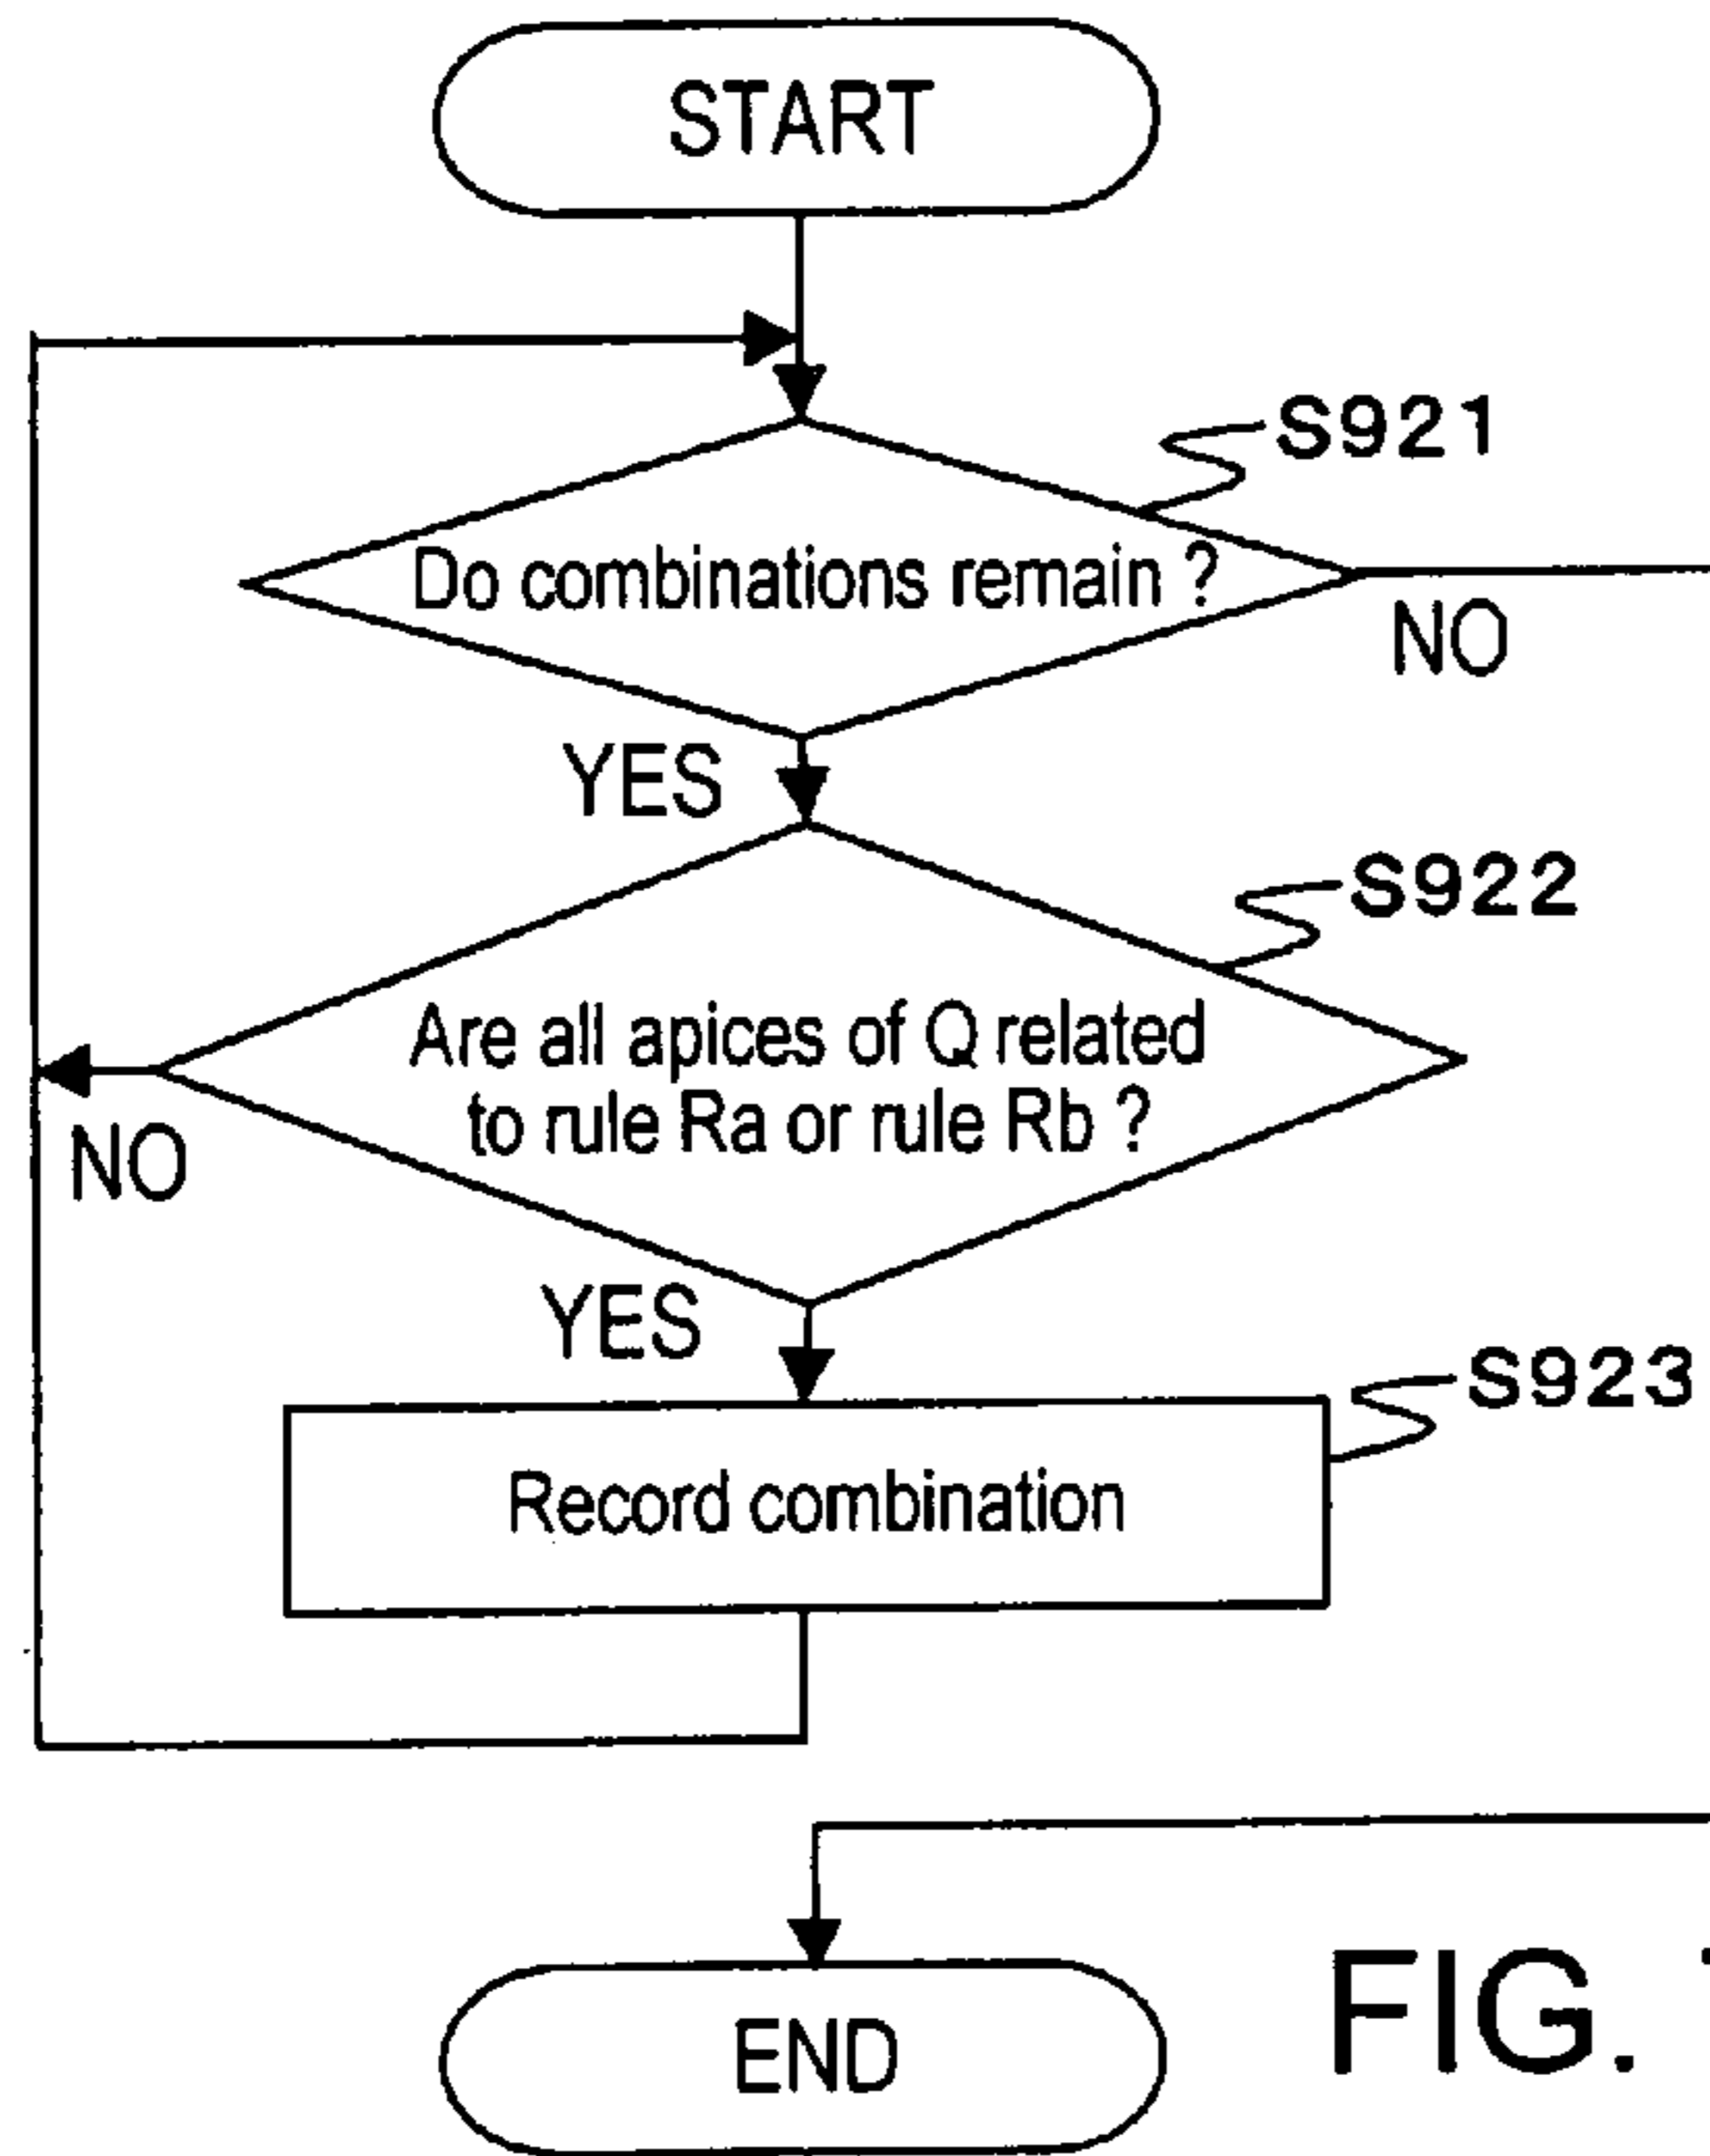 START
S921
Do combinations remain ?
NO
YES
S922
Are all apices of Q related
to rule Ra or rule Rb ?
NO
YES
S923
Record combination
END
FIG.